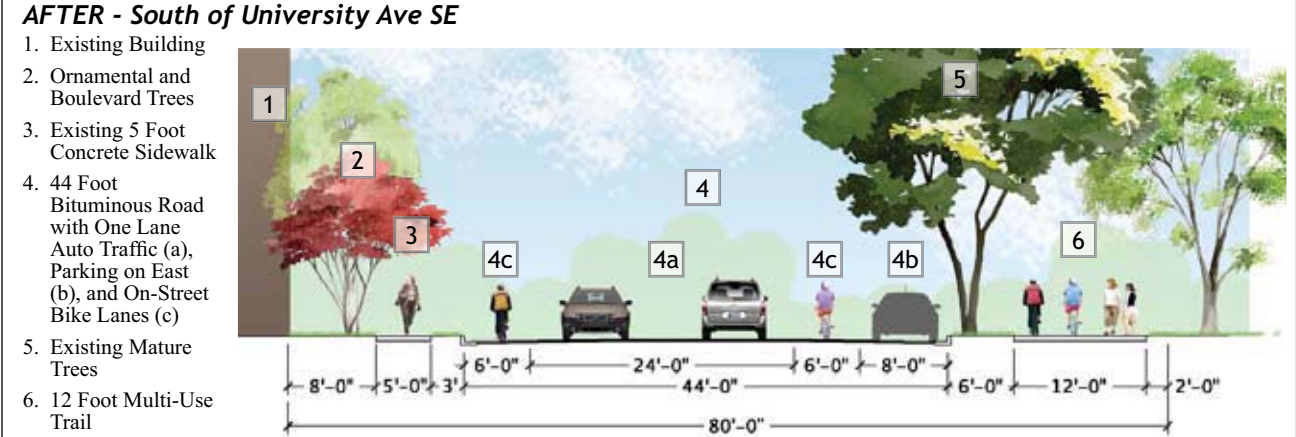 AFTER - South of University Ave SE
1. Existing Building
2. Ornamental and
Boulevard Trees
3. Existing 5 Foot
Concrete Sidewalk
4. 44 Foot
Bituminous Road
with One Lane
Auto Traffic (a),
Parking on East
(b), and On-Street
Bike Lanes (c)
5. Existing Mature
Trees
6. 12 Foot Multi-Use
Trail
1
2
3
4
5
6
4c
4a
4c
4b
6'-0" 24'-0" 6'-0" 8'-0"
8'-0" 5'-0" 3' 44'-0" 6'-0" 12'-0" 2'-0"
80'-0"